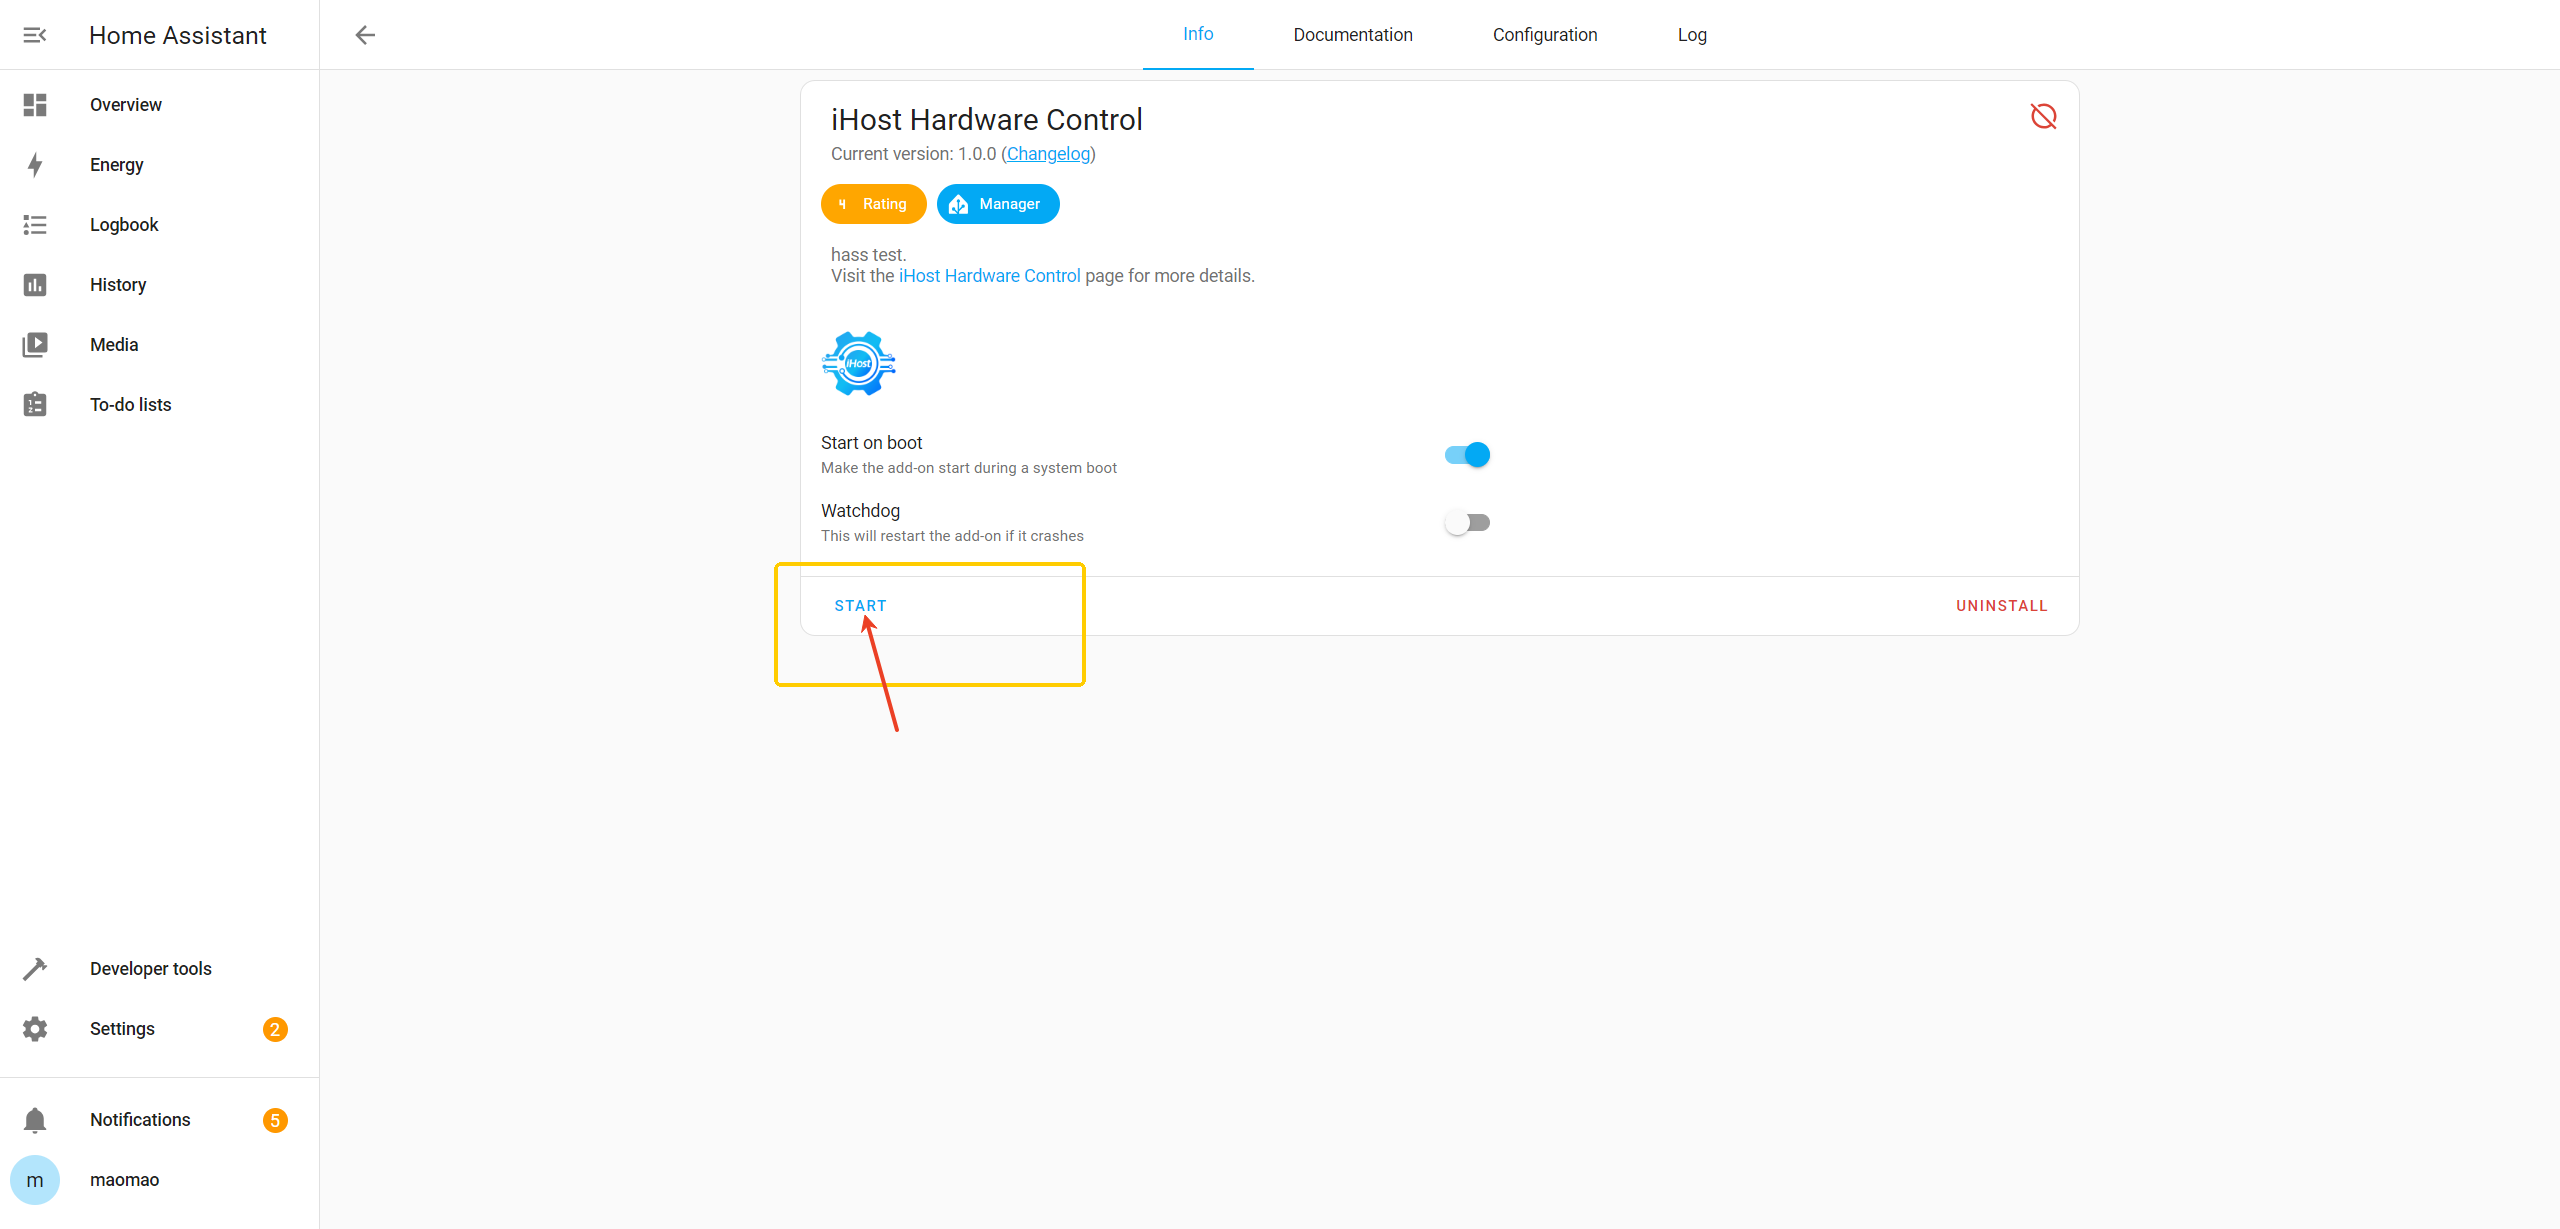 Home Assistant
Overview
Energy
Logbook
History
Media
To-do lists
Developer tools
Settings 2
Notifications 5
m maomao
Info Documentation Configuration Log
iHost Hardware Control
Current version: 1.0.0 (Changelog)
4 Rating Manager
hass test.
Visit the iHost Hardware Control page for more details.
iHost
Start on boot
Make the add-on start during a system boot
Watchdog
This will restart the add-on if it crashes
START UNINSTALL